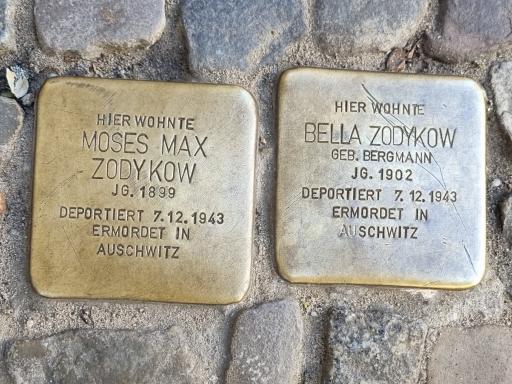 HIER WOHNTE
MOSES MAX
ZODYKOW
JG. 1899
DEPORTIERT 7.12.1943
ERMORDET IN
AUSCHWITZ
HIER WOHNTE
BELLA ZODYKOW
GEB. BERGMANN
JG. 1902
DEPORTIERT 7.12.1943
ERMORDET IN
AUSCHWITZ